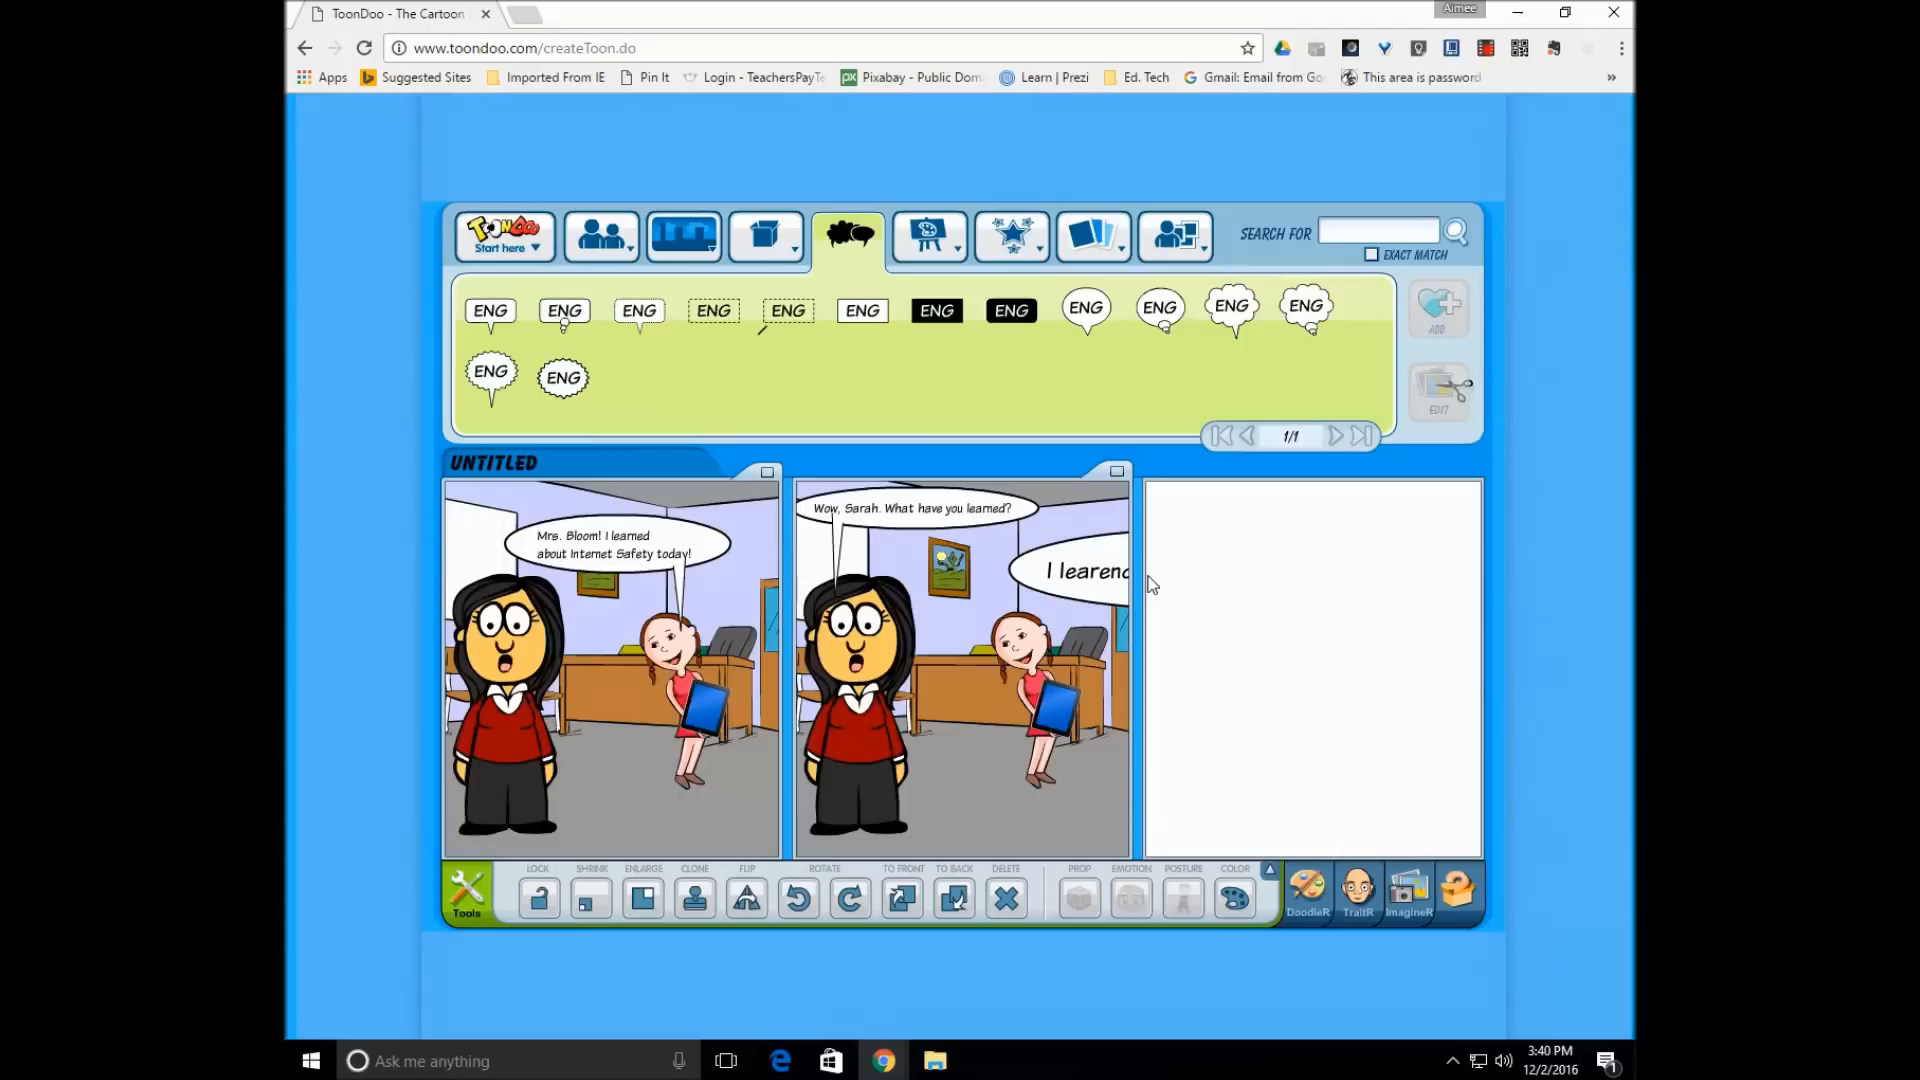 ToonDoo - The Cartoon
Aimee
www.toondoo.com/createToon.do
Apps
Suggested Sites
Imported From IE
Pin It
Login - TeachersPayTe
Pixabay - Public Dom
Learn | Prezi
Ed. Tech
Gmail: Email from Go
This area is password
TOONDOO
Start here
SEARCH FOR
EXACT MATCH
ENG ENG ENG ENG ENG ENG ENG ENG ENG ENG ENG ENG
ENG ENG
ADD
EDIT
1/1
UNTITLED
Mrs. Bloom! I learned
about Internet Safety today!
Wow, Sarah. What have you learned?
I learenc
LOCK
SHRINK
ENLARGE
CLONE
FLIP
ROTATE
TO FRONT
TO BACK
DELETE
PROP
EMOTION
POSTURE
COLOR
Tools
DoodleR
TraitR
ImagineR
Ask me anything
3:40 PM
12/2/2016
1